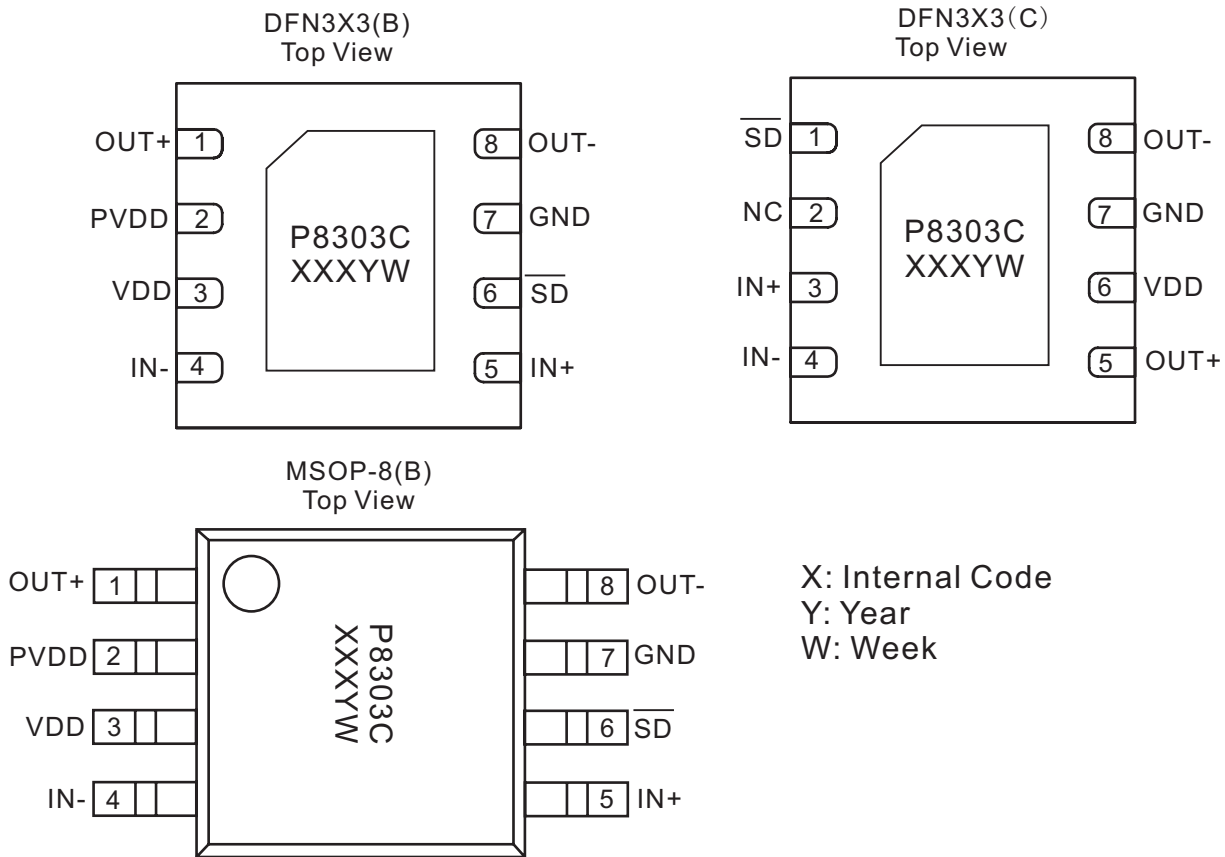 DFN3X3(B)
Top View
OUT+ 1
8 OUT-
PVDD 2
7 GND
VDD 3
6 S̅D̅
IN- 4
5 IN+
P8303C
XXXYW
DFN3X3(C)
Top View
S̅D̅ 1
8 OUT-
NC 2
7 GND
IN+ 3
6 VDD
IN- 4
5 OUT+
P8303C
XXXYW
MSOP-8(B)
Top View
OUT+ 1
8 OUT-
PVDD 2
7 GND
VDD 3
6 S̅D̅
IN- 4
5 IN+
P8303C
XXXYW
X: Internal Code
Y: Year
W: Week